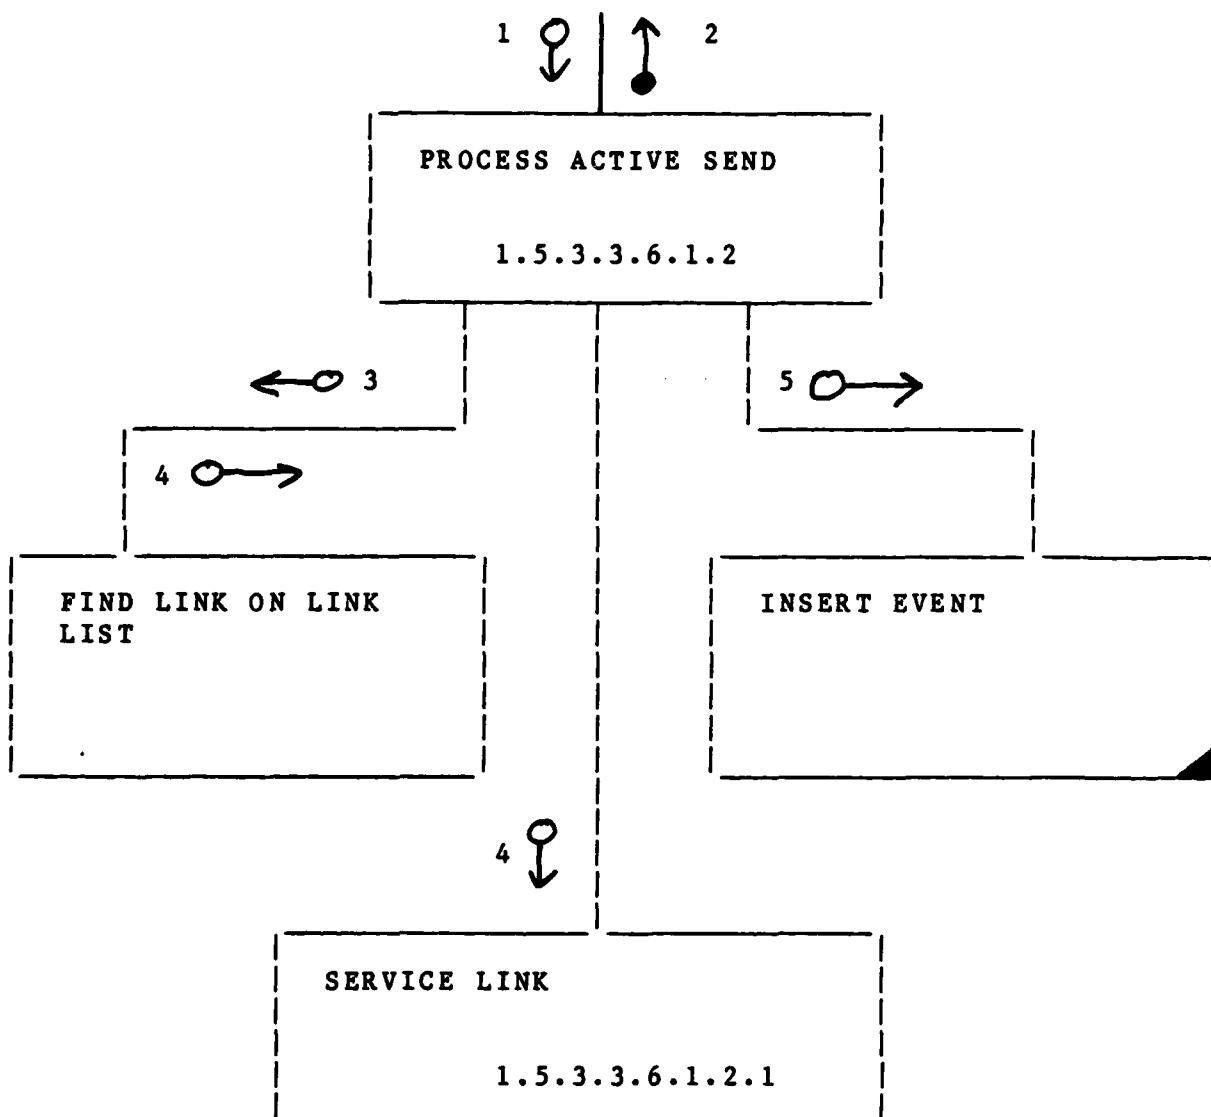 1 2
PROCESS ACTIVE SEND
1.5.3.3.6.1.2
3 5
4
FIND LINK ON LINK
LIST
INSERT EVENT
4
SERVICE LINK
1.5.3.3.6.1.2.1